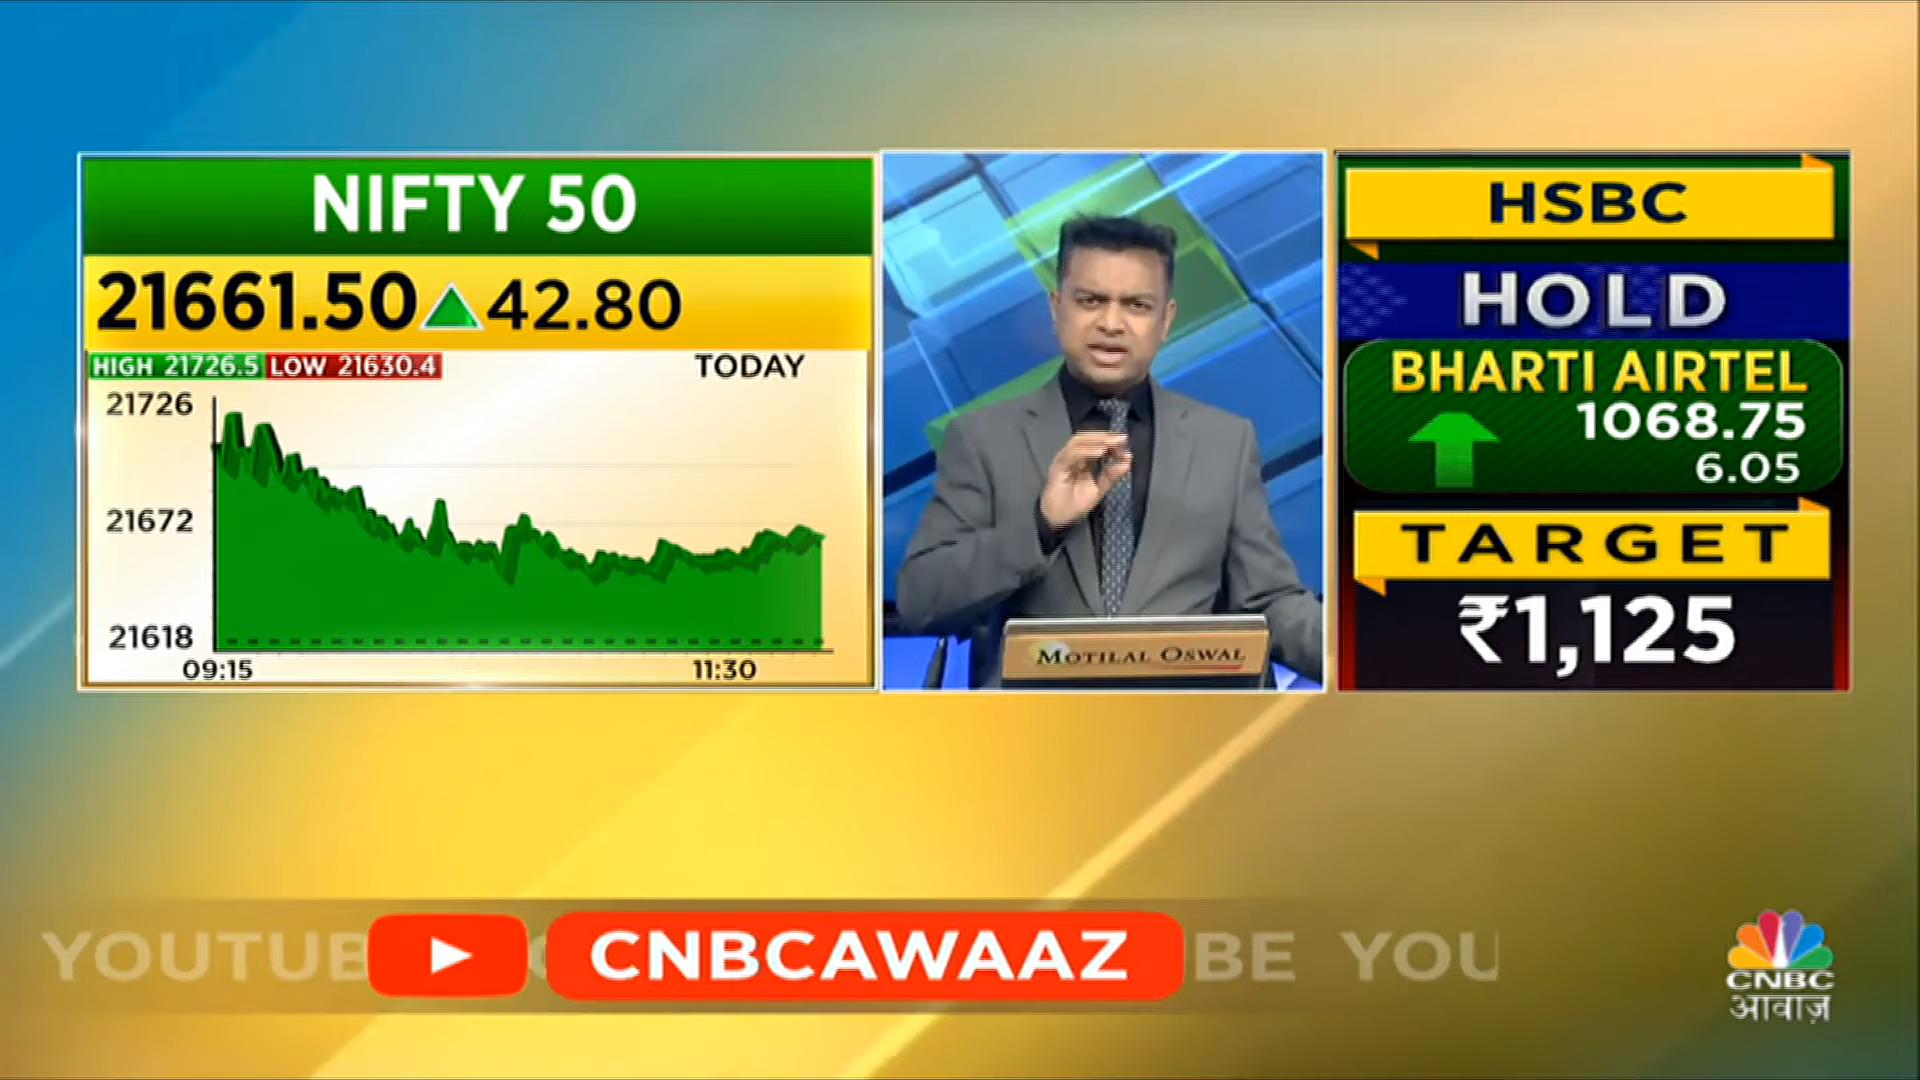 NIFTY 50
21661.50 ▲ 42.80
HIGH 21726.5 LOW 21630.4
TODAY
21726
21672
21618
09:15 11:30
MOTILAL OSWAL
HSBC
HOLD
BHARTI AIRTEL
1068.75
6.05
TARGET
₹1,125
YOUTUB CNBCAWAAZ BE YOU
CNBC
आवाज़